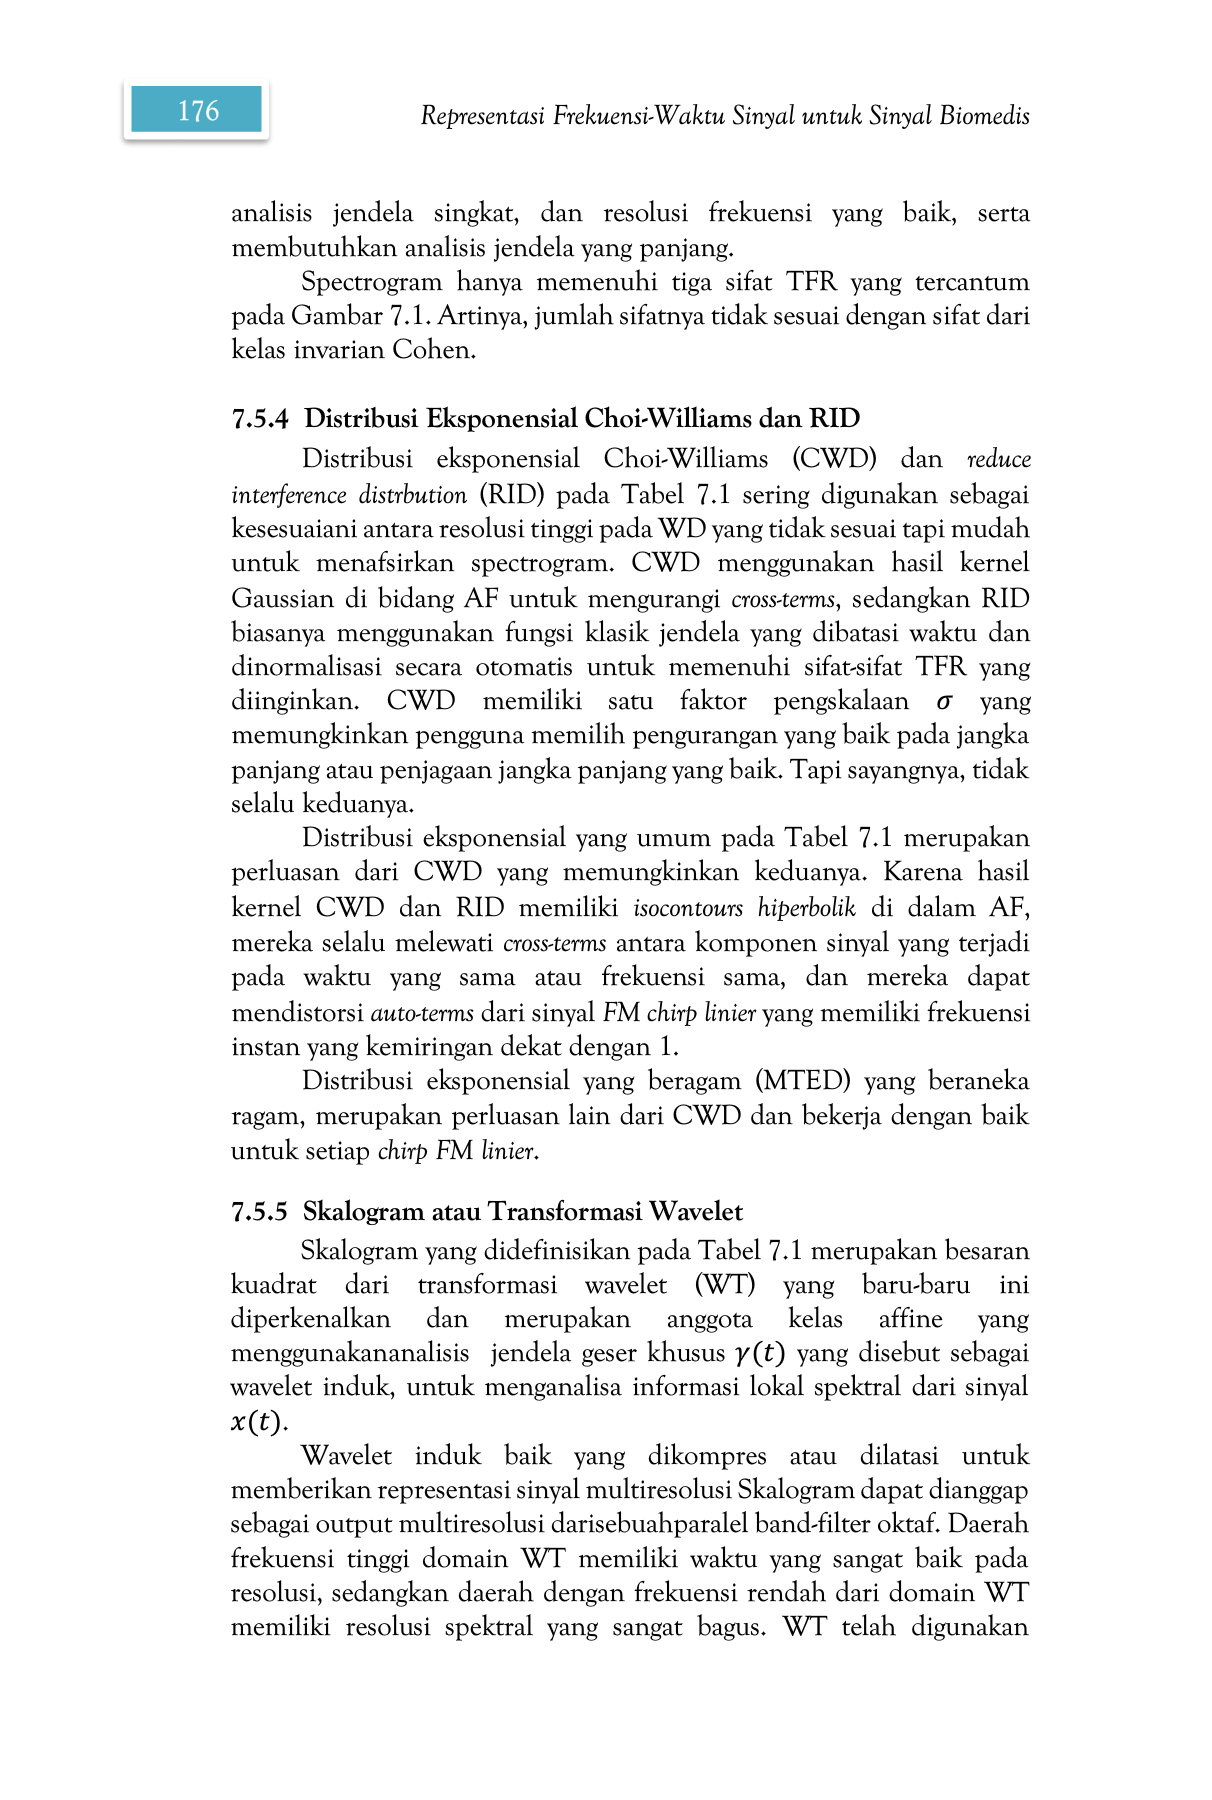 176
Representasi Frekuensi-Waktu Sinyal untuk Sinyal Biomedis
analisis jendela singkat, dan resolusi frekuensi yang baik, serta
membutuhkan analisis jendela yang panjang.
Spectrogram hanya memenuhi tiga sifat TFR yang tercantum
pada Gambar 7.1. Artinya, jumlah sifatnya tidak sesuai dengan sifat dari
kelas invarian Cohen.
7.5.4 Distribusi Eksponensial Choi-Williams dan RID
Distribusi eksponensial Choi-Williams (CWD) dan reduce
interference distrbution (RID) pada Tabel 7.1 sering digunakan sebagai
kesesuaiani antara resolusi tinggi pada WD yang tidak sesuai tapi mudah
untuk menafsirkan spectrogram. CWD menggunakan hasil kernel
Gaussian di bidang AF untuk mengurangi cross-terms, sedangkan RID
biasanya menggunakan fungsi klasik jendela yang dibatasi waktu dan
dinormalisasi secara otomatis untuk memenuhi sifat-sifat TFR yang
diinginkan. CWD memiliki satu faktor pengskalaan σ yang
memungkinkan pengguna memilih pengurangan yang baik pada jangka
panjang atau penjagaan jangka panjang yang baik. Tapi sayangnya, tidak
selalu keduanya.
Distribusi eksponensial yang umum pada Tabel 7.1 merupakan
perluasan dari CWD yang memungkinkan keduanya. Karena hasil
kernel CWD dan RID memiliki isocontours hiperbolik di dalam AF,
mereka selalu melewati cross-terms antara komponen sinyal yang terjadi
pada waktu yang sama atau frekuensi sama, dan mereka dapat
mendistorsi auto-terms dari sinyal FM chirp linier yang memiliki frekuensi
instan yang kemiringan dekat dengan 1.
Distribusi eksponensial yang beragam (MTED) yang beraneka
ragam, merupakan perluasan lain dari CWD dan bekerja dengan baik
untuk setiap chirp FM linier.
7.5.5 Skalogram atau Transformasi Wavelet
Skalogram yang didefinisikan pada Tabel 7.1 merupakan besaran
kuadrat dari transformasi wavelet (WT) yang baru-baru ini
diperkenalkan dan merupakan anggota kelas affine yang
menggunakananalisis jendela geser khusus γ(t) yang disebut sebagai
wavelet induk, untuk menganalisa informasi lokal spektral dari sinyal
x(t).
Wavelet induk baik yang dikompres atau dilatasi untuk
memberikan representasi sinyal multiresolusi Skalogram dapat dianggap
sebagai output multiresolusi darisebuahparalel band-filter oktaf. Daerah
frekuensi tinggi domain WT memiliki waktu yang sangat baik pada
resolusi, sedangkan daerah dengan frekuensi rendah dari domain WT
memiliki resolusi spektral yang sangat bagus. WT telah digunakan